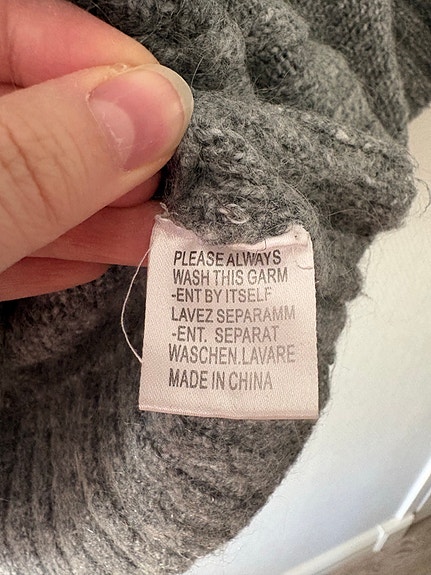 PLEASE ALWAYS
WASH THIS GARM
-ENT BY ITSELF
LAVEZ SEPARAMM
-ENT. SEPARAT
WASCHEN.LAVARE
MADE IN CHINA